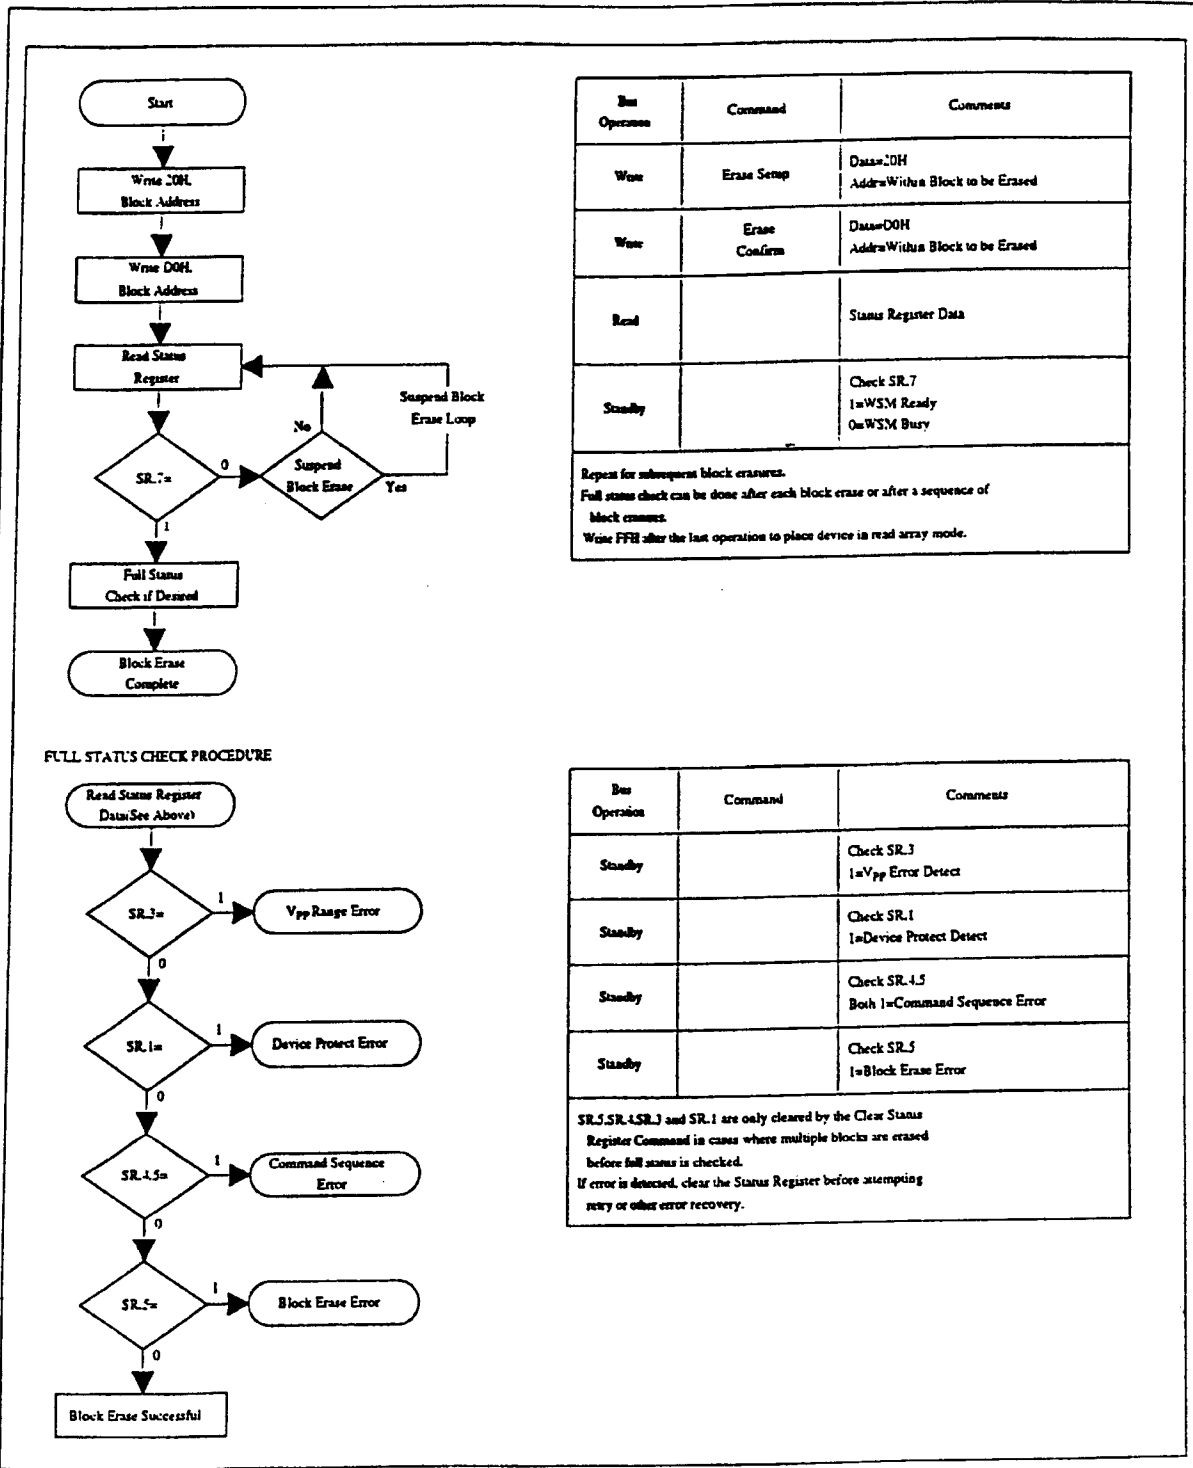 Start
Write 20H,
Block Address
Write D0H,
Block Address
Read Status
Register
Suspend Block
Erase Loop
No
SR.7=
0
Suspend
Block Erase
Yes
1
Full Status
Check if Desired
Block Erase
Complete
Bus
Operation
Command
Comments
Write
Erase Setup
Data=20H
Addr=Within Block to be Erased
Write
Erase
Confirm
Data=D0H
Addr=Within Block to be Erased
Read
Status Register Data
Standby
Check SR.7
1=WSM Ready
0=WSM Busy
Repeat for subsequent block erasures.
Full status check can be done after each block erase or after a sequence of
block erasures.
Write FFH after the last operation to place device in read array mode.
FULL STATUS CHECK PROCEDURE
Read Status Register
Data(See Above)
SR.3=
1
VPP Range Error
0
SR.1=
1
Device Protect Error
0
SR.4,5=
1
Command Sequence
Error
0
SR.5=
1
Block Erase Error
0
Block Erase Successful
Bus
Operation
Command
Comments
Standby
Check SR.3
1=VPP Error Detect
Standby
Check SR.1
1=Device Protect Detect
Standby
Check SR.4,5
Both 1=Command Sequence Error
Standby
Check SR.5
1=Block Erase Error
SR.5,SR.4,SR.3 and SR.1 are only cleared by the Clear Status
Register Command in cases where multiple blocks are erased
before full status is checked.
If error is detected, clear the Status Register before attempting
retry or other error recovery.